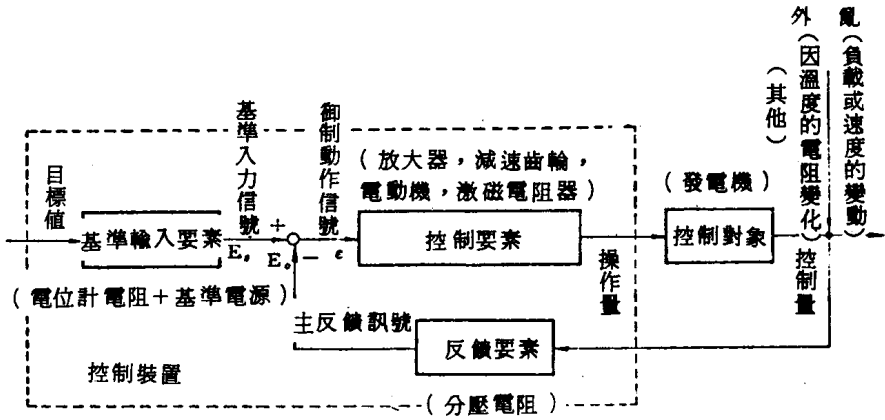 外亂
(因溫度的電阻變化)
(其他)
(負載或速度的變動)
目標值
基準輸入要素
(電位計電阻+基準電源)
基準入力信號
E
+
E
−
御制動作信號
ε
(放大器,減速齒輪,
電動機,激磁電阻器)
控制要素
操作量
(發電機)
控制對象
控制量
主反饋訊號
反饋要素
(分壓電阻)
控制裝置